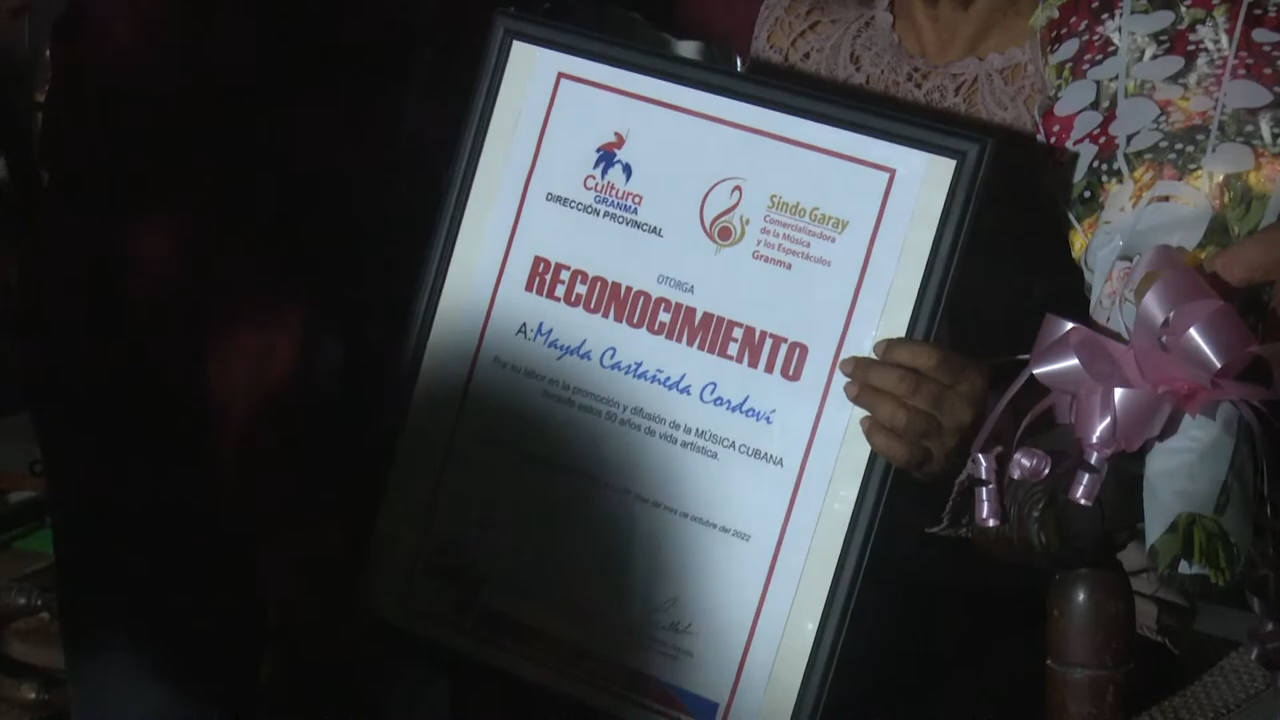 Cultura
GRANMA
DIRECCIÓN PROVINCIAL
Sindo Garay
Comercializadora
de la Música
y los Espectáculos
Granma
OTORGA
RECONOCIMIENTO
A: Mayda Castañeda Cordoví
Por su labor en la promoción y difusión de la MÚSICA CUBANA
durante estos 50 años de vida artística.
días del mes de octubre del 2022